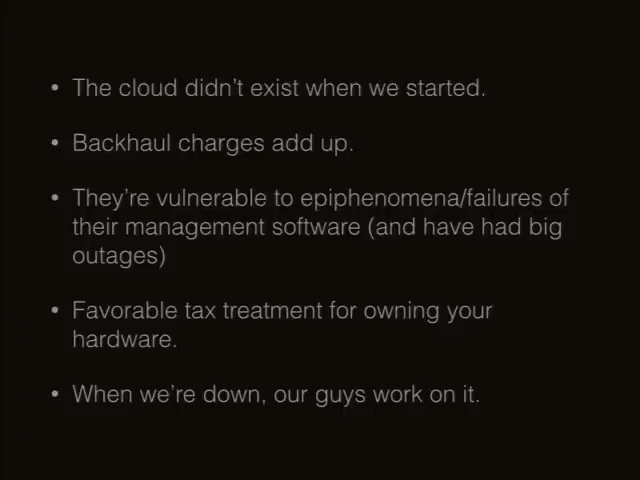 • The cloud didn't exist when we started.
• Backhaul charges add up.
• They're vulnerable to epiphenomena/failures of
their management software (and have had big
outages)
• Favorable tax treatment for owning your
hardware.
• When we're down, our guys work on it.